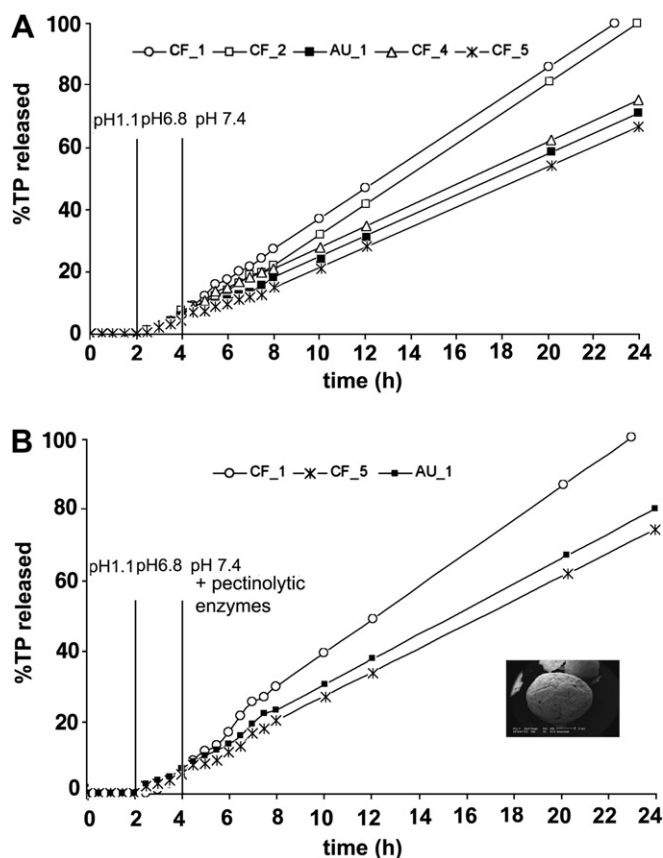 A
100
80
60
40
20
0
%TP released
CF_1 CF_2 AU_1 CF_4 CF_5
pH1.1 pH6.8 pH 7.4
0 2 4 6 8 10 12 14 16 18 20 22 24
time (h)
B
100
80
60
40
20
0
%TP released
CF_1 CF_5 AU_1
pH1.1 pH6.8 pH 7.4
+ pectinolytic
enzymes
0 2 4 6 8 10 12 14 16 18 20 22 24
time (h)